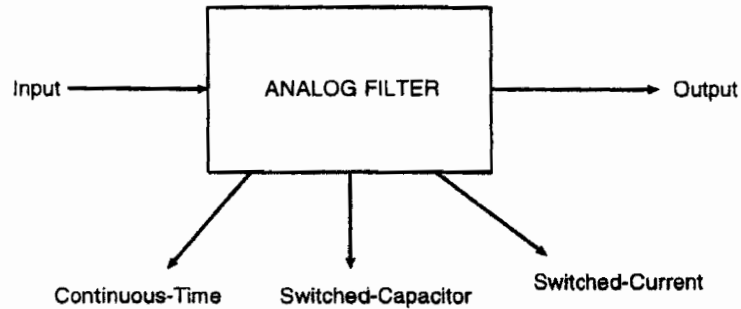 Input
ANALOG FILTER
Output
Continuous-Time
Switched-Capacitor
Switched-Current